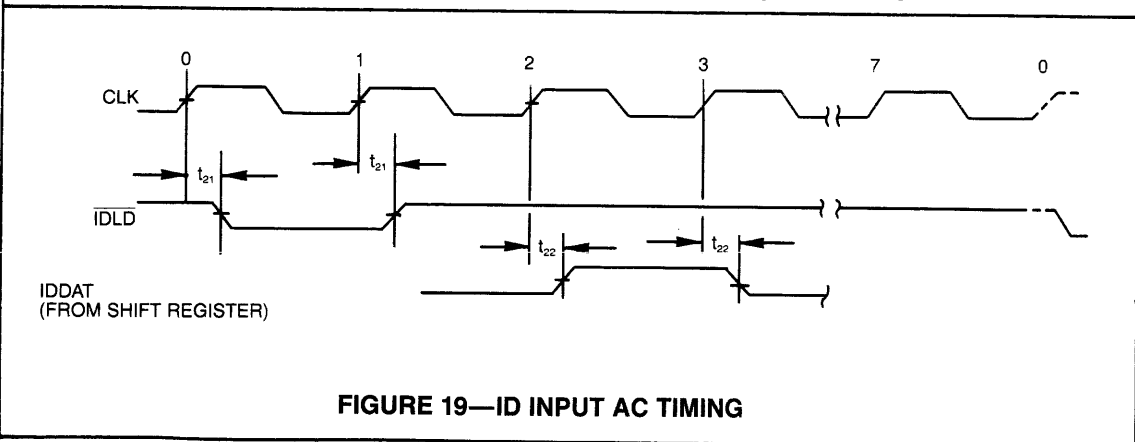 0 1 2 3 7 0
CLK
t21 t21
IDLD
t22 t22
IDDAT
(FROM SHIFT REGISTER)
FIGURE 19—ID INPUT AC TIMING